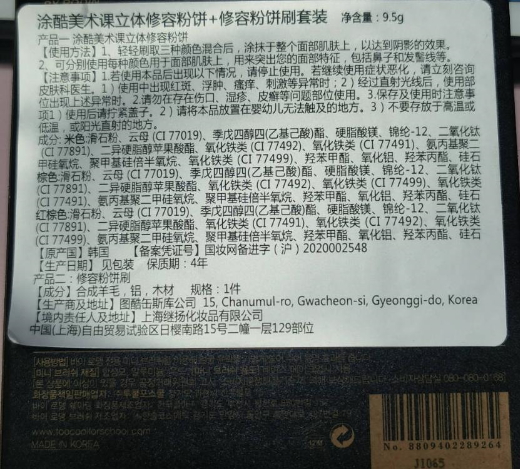 涂酷美术课立体修容粉饼+修容粉饼刷套装 净含量：9.5g
产品一 涂酷美术课立体修容粉饼
【使用方法】1、轻轻刷取三种颜色混合后，涂抹于整个面部肌肤上，以达到阴影的效果。
2、可分别使用每种颜色用于面部肌肤上，用来突出您的面部特征，包括鼻子和发髻线等。
【注意事项】1.若使用本品后出现以下情况，请停止使用。若继续使用症状恶化，请立刻咨询
皮肤科医生。1）使用中出现红斑、浮肿、瘙痒、刺激等异常时；2）经过直射光线后，使用部
位出现上述异常时。2.请勿在存在伤口、湿疹、皮癣等问题部位使用。3.保存及使用时注意事
项1）使用后请拧紧盖子。2）请将本品放置在婴幼儿无法触及的地方。3）不要存放于高温或
低温，或阳光直射的地方。
成分: 米色:滑石粉、云母 (CI 77019)、季戊四醇四(乙基己酸)酯、硬脂酸镁、锦纶-12、二氧化钛
(CI 77891)、二异硬脂醇苹果酸酯、氧化铁类 (CI 77492)、氧化铁类 (CI 77491)、氨丙基二
甲硅氧烷、聚甲基硅倍半氧烷、氧化铁类 (CI 77499)、羟苯甲酯、氧化铝、羟苯丙酯、硅石
棕色:滑石粉、云母 (CI 77019)、季戊四醇四(乙基己酸)酯、硬脂酸镁、锦纶-12、二氧化钛
(CI 77891)、二异硬脂醇苹果酸酯、氧化铁类 (CI 77492)、氧化铁类 (CI 77499)、氧化铁类
(CI 77491)、氨丙基二甲硅氧烷、聚甲基硅倍半氧烷、羟苯甲酯、氧化铝、羟苯丙酯、硅石
红棕色:滑石粉、云母 (CI 77019)、季戊四醇四(乙基己酸)酯、硬脂酸镁、锦纶-12、二氧化钛
(CI 77891)、二异硬脂醇苹果酸酯、氧化铁类 (CI 77491)、氧化铁类 (CI 77492)、氧化铁类
(CI 77499)、氨丙基二甲硅氧烷、聚甲基硅倍半氧烷、羟苯甲酯、氧化铝、羟苯丙酯、硅石
【原产国】韩国 【备案凭证号】国妆网备进字（沪）2020002548
【生产日期】见包装 保质期：4年
产品二：修容粉饼刷
【成分】合成羊毛，铝，木材 规格：1件
【生产商及地址】图酷缶斯库公司 15, Chanumul-ro, Gwacheon-si, Gyeonggi-do, Korea
【境内责任人及地址】上海继扬化妆品有限公司
中国(上海)自由贸易试验区日樱南路15号二幢一层129部位
[사용방법]
www.toocoolforschool.com
MADE IN KOREA
No. 8809402289264
J1065